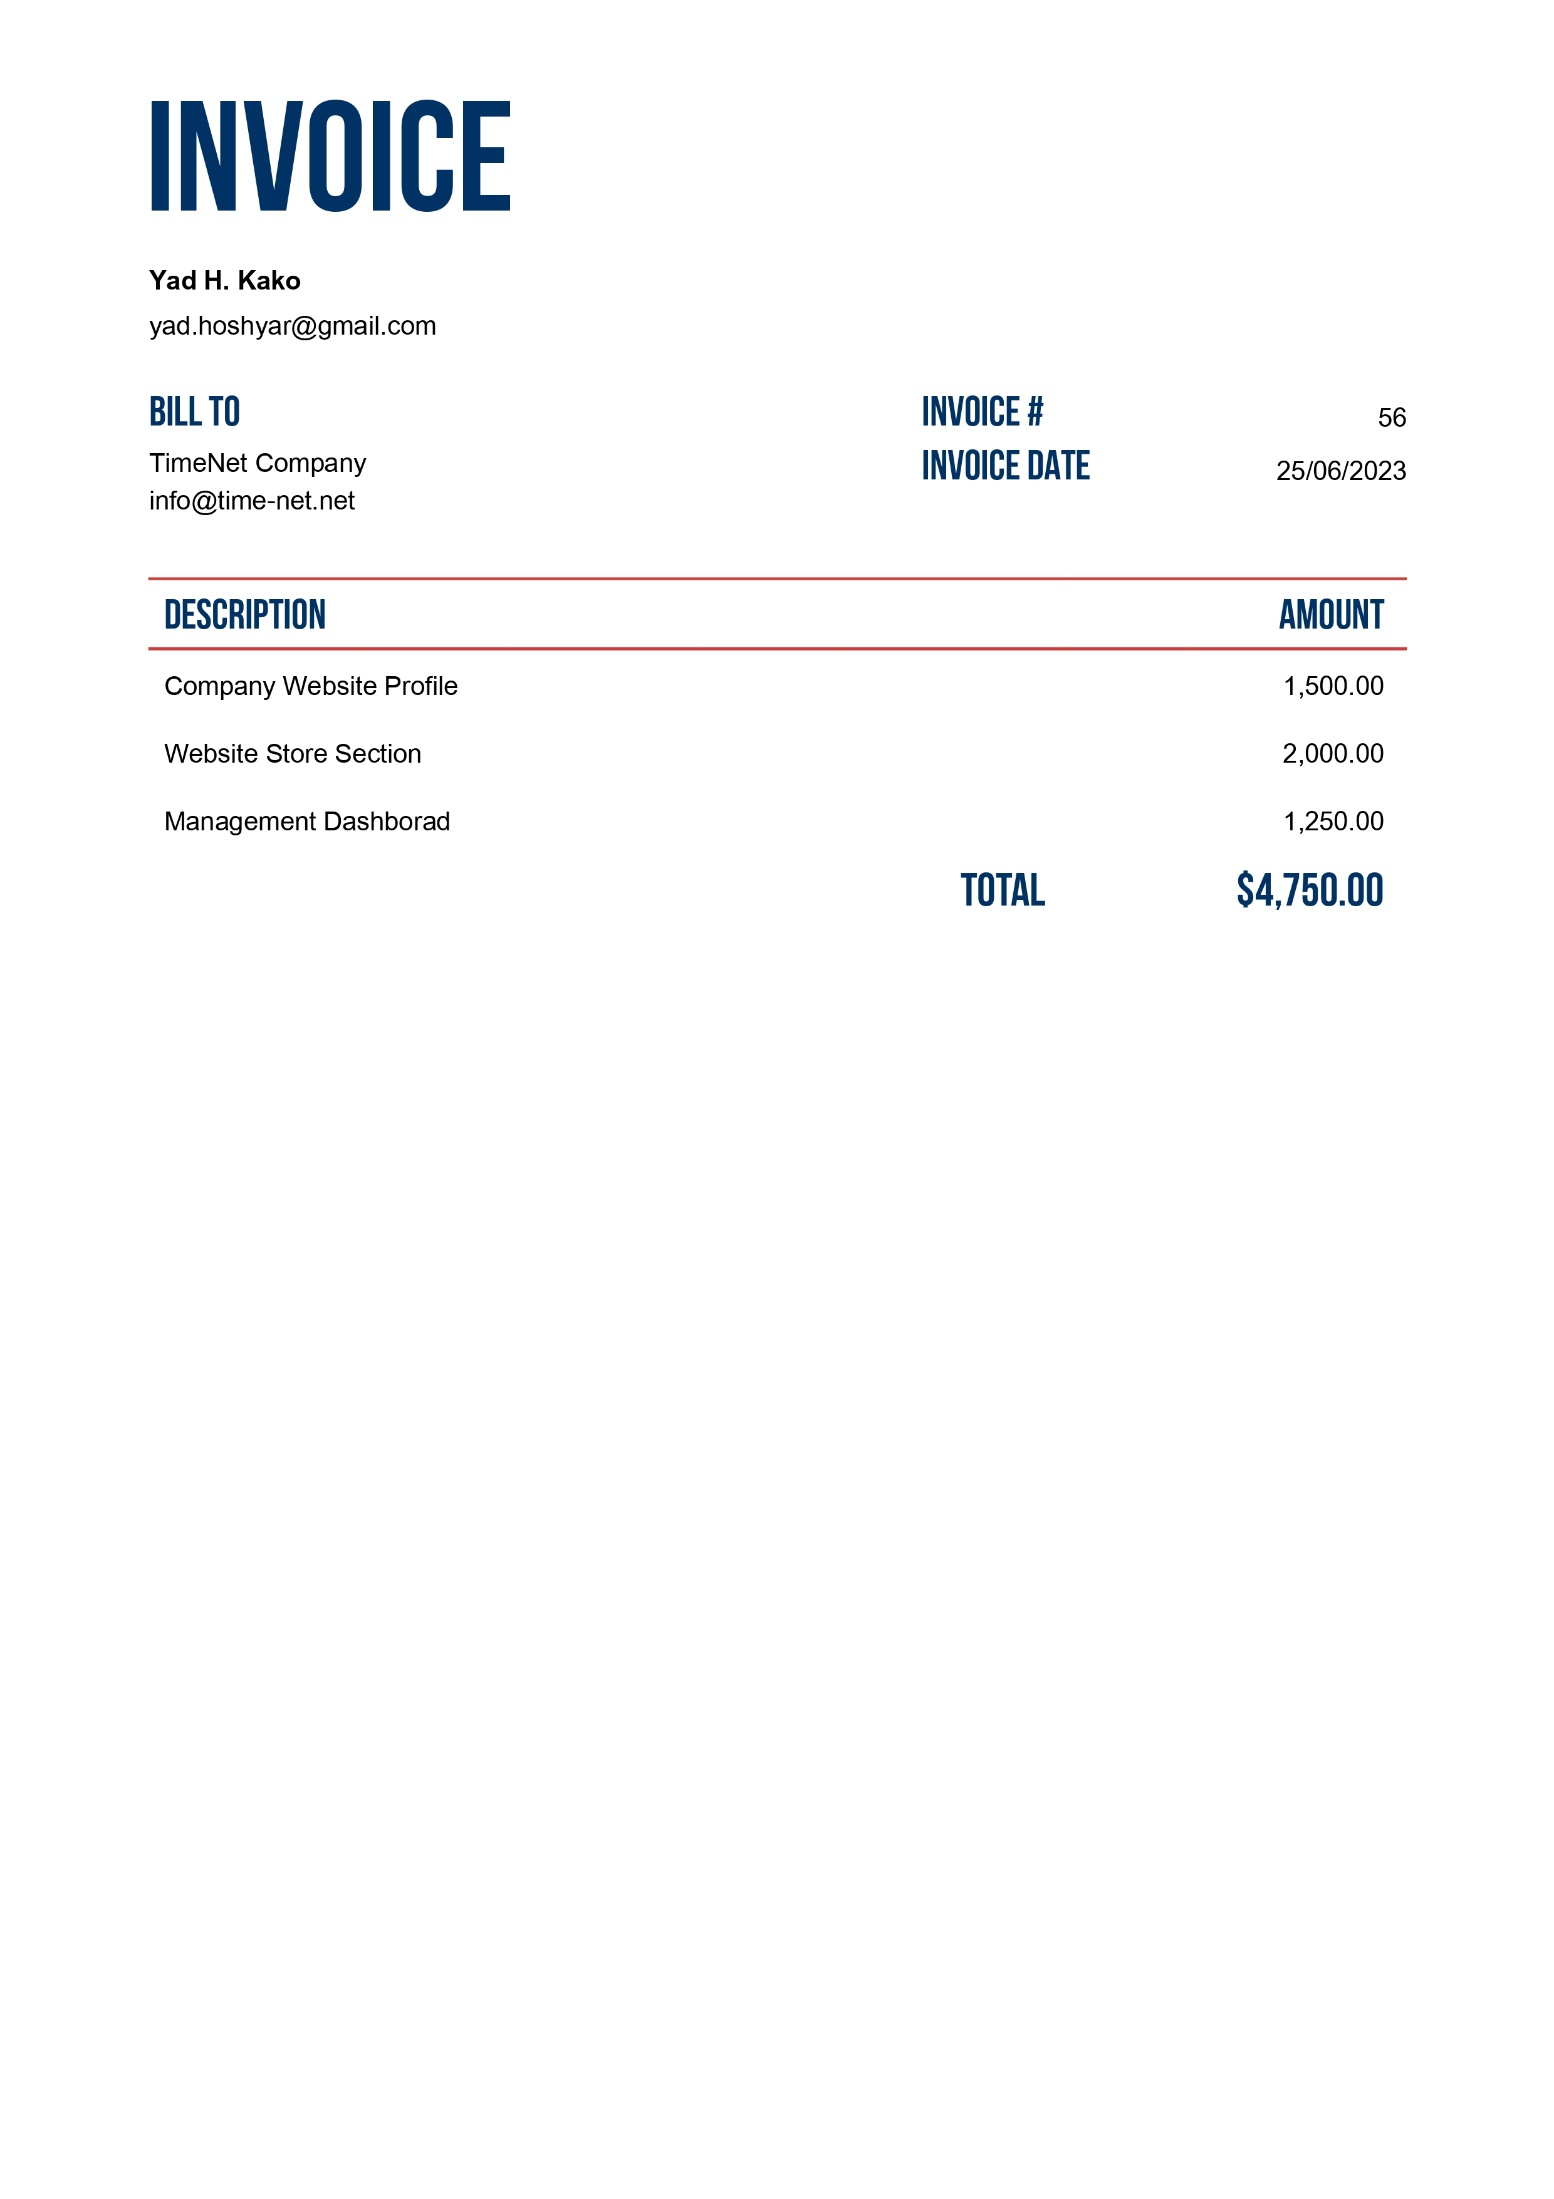 INVOICE
Yad H. Kako
yad.hoshyar@gmail.com
BILL TO
TimeNet Company
info@time-net.net
INVOICE # 56
INVOICE DATE 25/06/2023
DESCRIPTION AMOUNT
Company Website Profile 1,500.00
Website Store Section 2,000.00
Management Dashborad 1,250.00
TOTAL $4,750.00